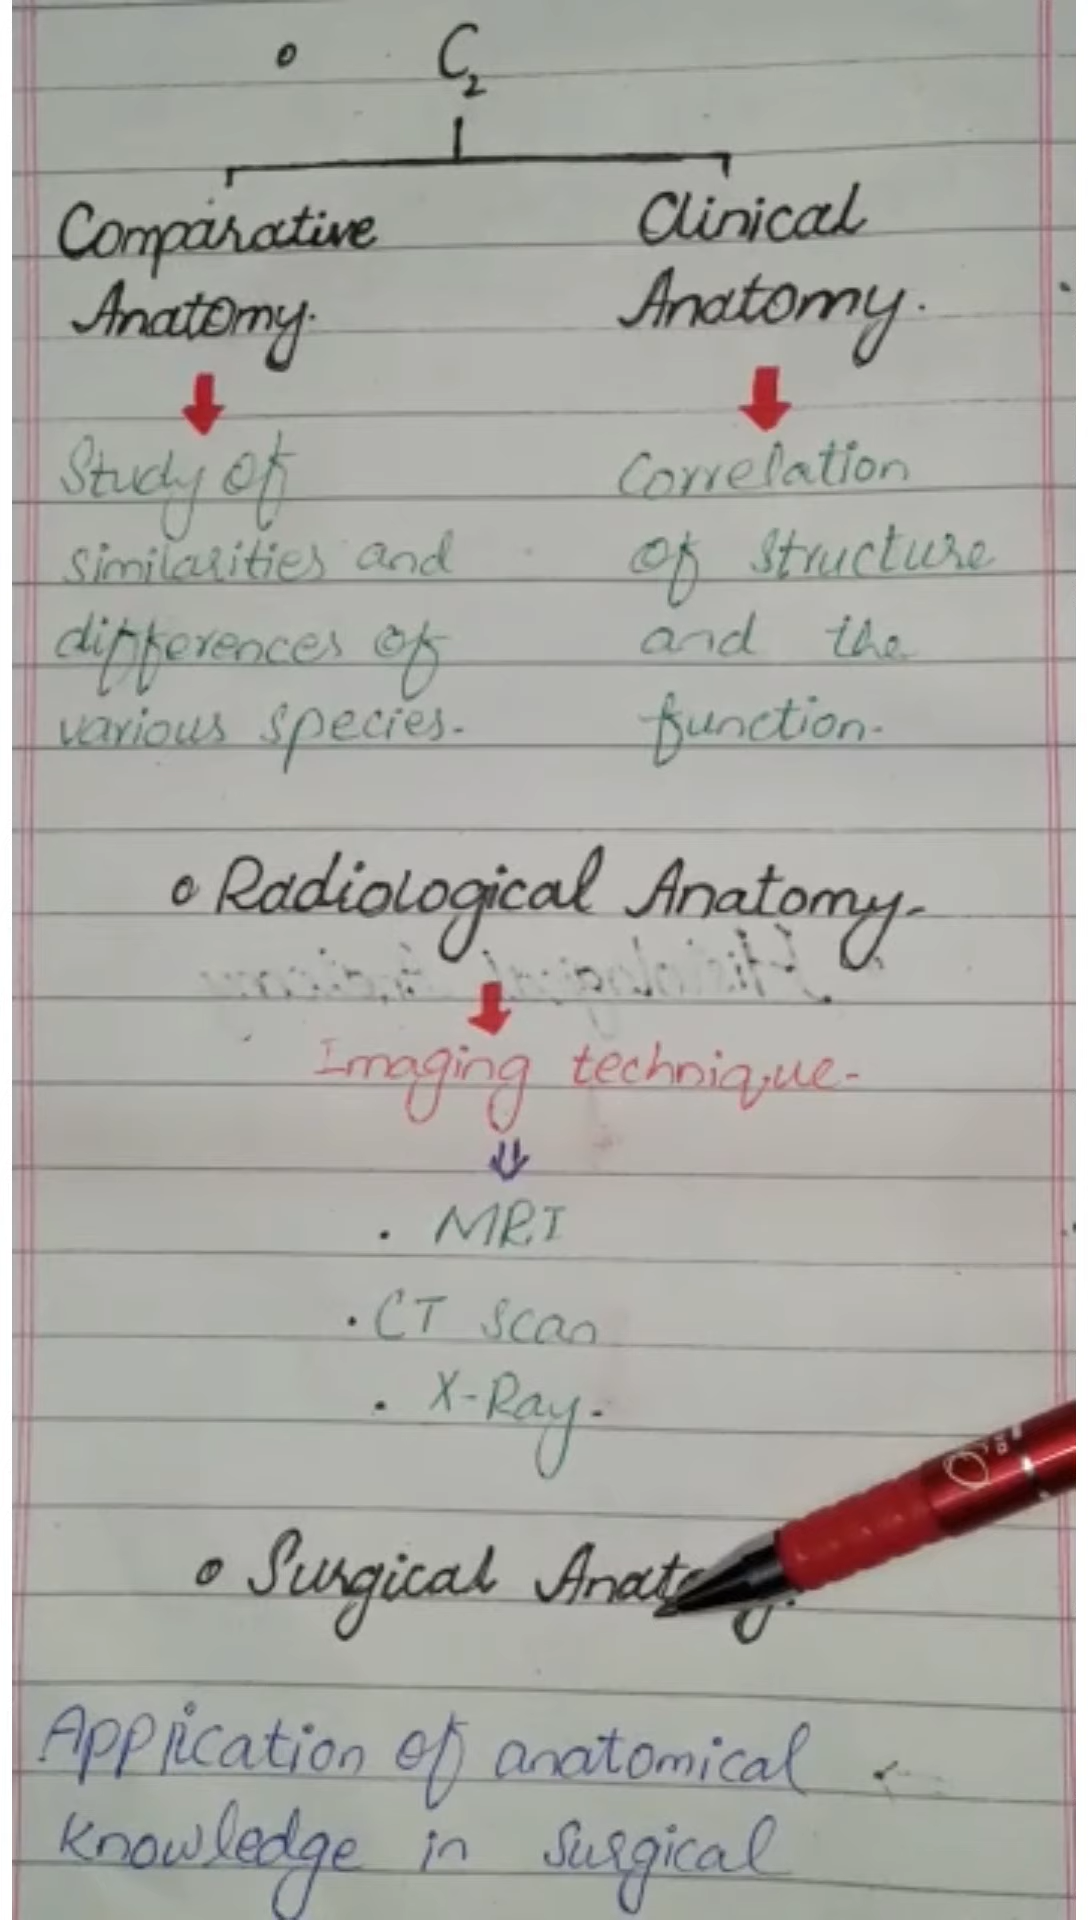 C₂
Comparative
Anatomy.
Clinical
Anatomy.
Study of
similarities and
differences of
various species.
Correlation
of structure
and the
function.
Radiological Anatomy.
Imaging technique.
MRI
CT Scan
X-Ray.
Surgical
Application of anatomical
knowledge in Surgical